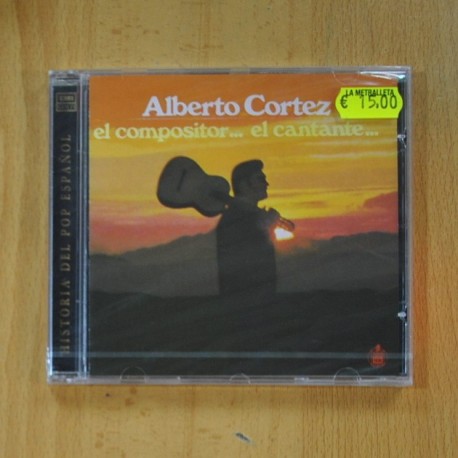 LA METRALLETA
€ 15.00
Alberto Cortez
el compositor... el cantante...
HISTORIA DEL POP ESPAÑOL